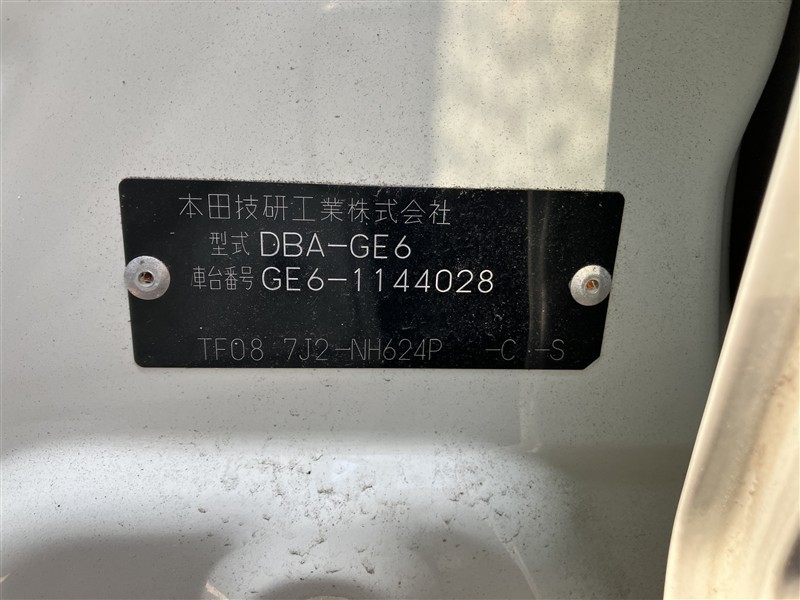 本田技研工業株式会社
型式 DBA-GE6
車台番号 GE6-1144028
TF08 7J2-NH624P -C -S